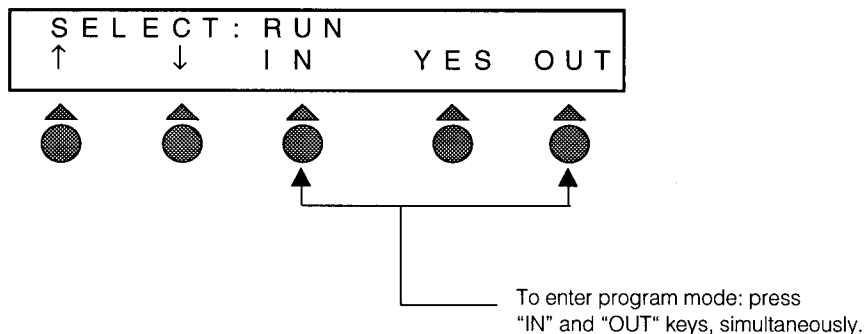 SELECT: RUN
↑ ↓ IN YES OUT
To enter program mode: press
"IN" and "OUT" keys, simultaneously.